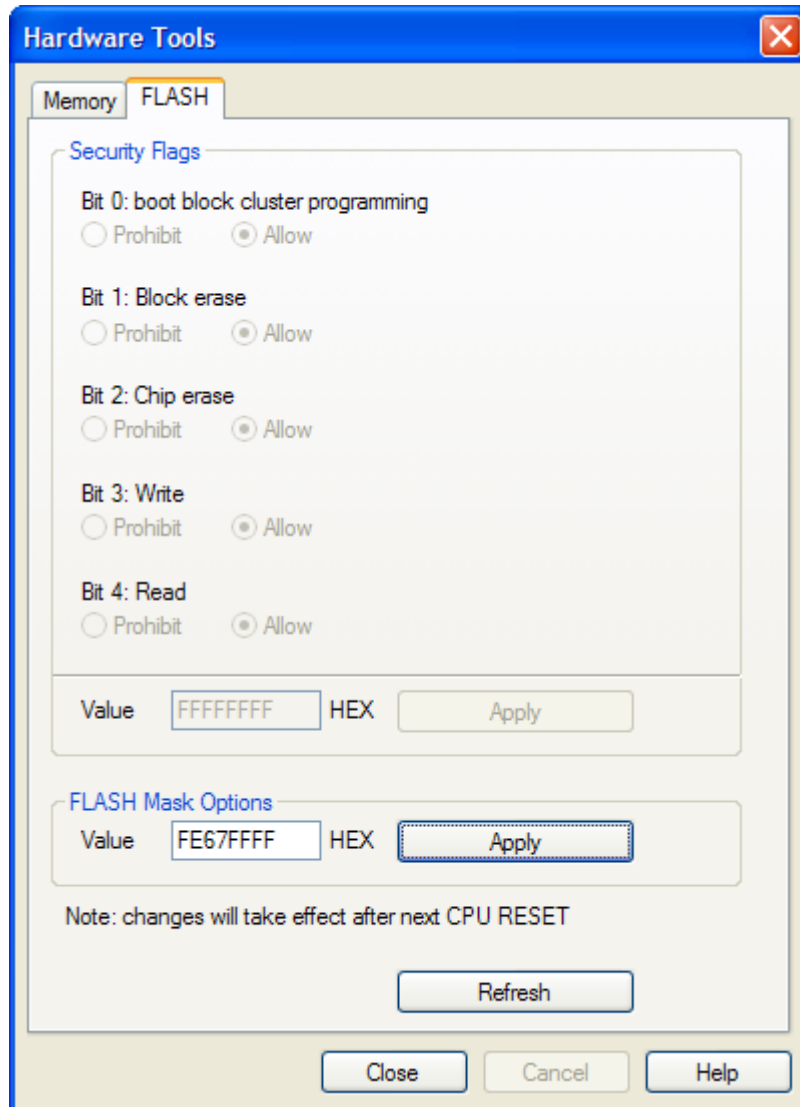 Hardware Tools
Memory FLASH
Security Flags
Bit 0: boot block cluster programming
Prohibit Allow
Bit 1: Block erase
Prohibit Allow
Bit 2: Chip erase
Prohibit Allow
Bit 3: Write
Prohibit Allow
Bit 4: Read
Prohibit Allow
Value FFFFFFFF HEX Apply
FLASH Mask Options
Value FE67FFFF HEX Apply
Note: changes will take effect after next CPU RESET
Refresh
Close Cancel Help